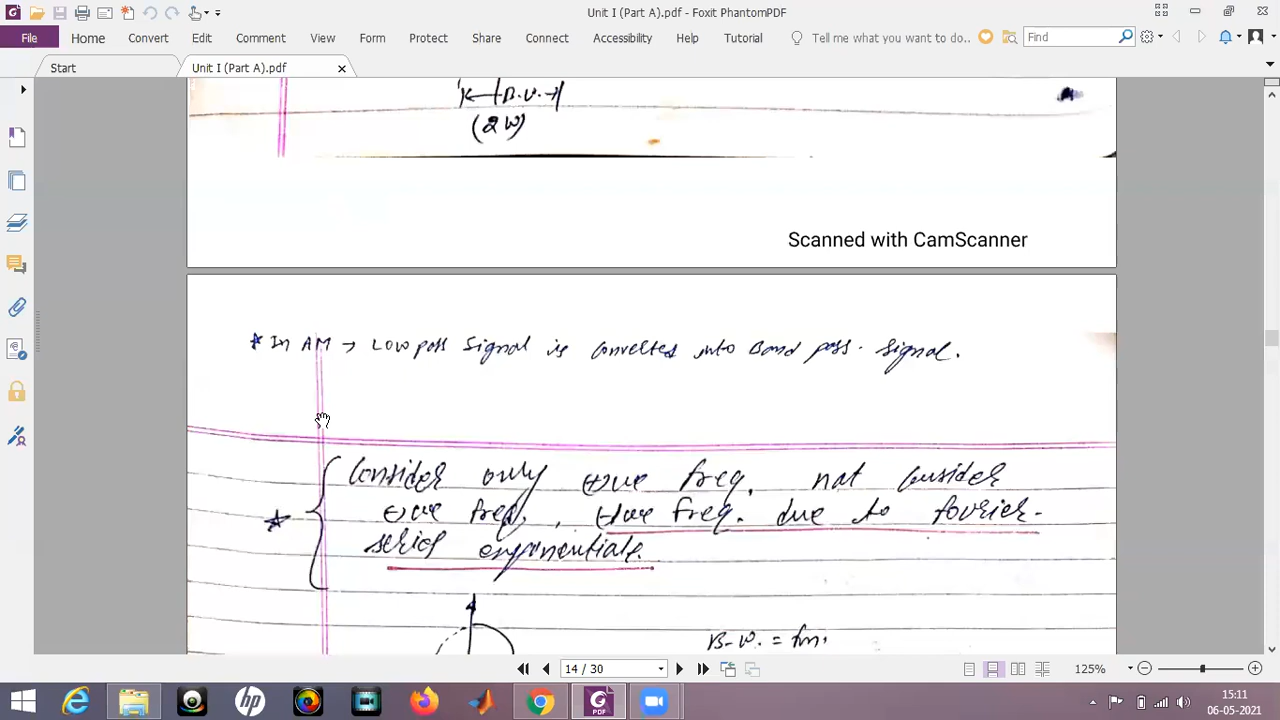 Unit I (Part A).pdf - Foxit PhantomPDF
File Home Convert Edit Organize Comment View Form Protect Share Connect Accessibility Help Tutorial Tell me what you want to do.. Find
Start Unit I (Part A).pdf
B.W.
(2W)
Scanned with CamScanner
* In AM → Low pass Signal is Converted into Band pass. signal.
Consider only (+)ve freq, not Consider
(-)ve freq. , (-)ve freq. due to fourier
series exponentials.
B.W. = fm
14 / 30
125%
15:11
06-05-2021